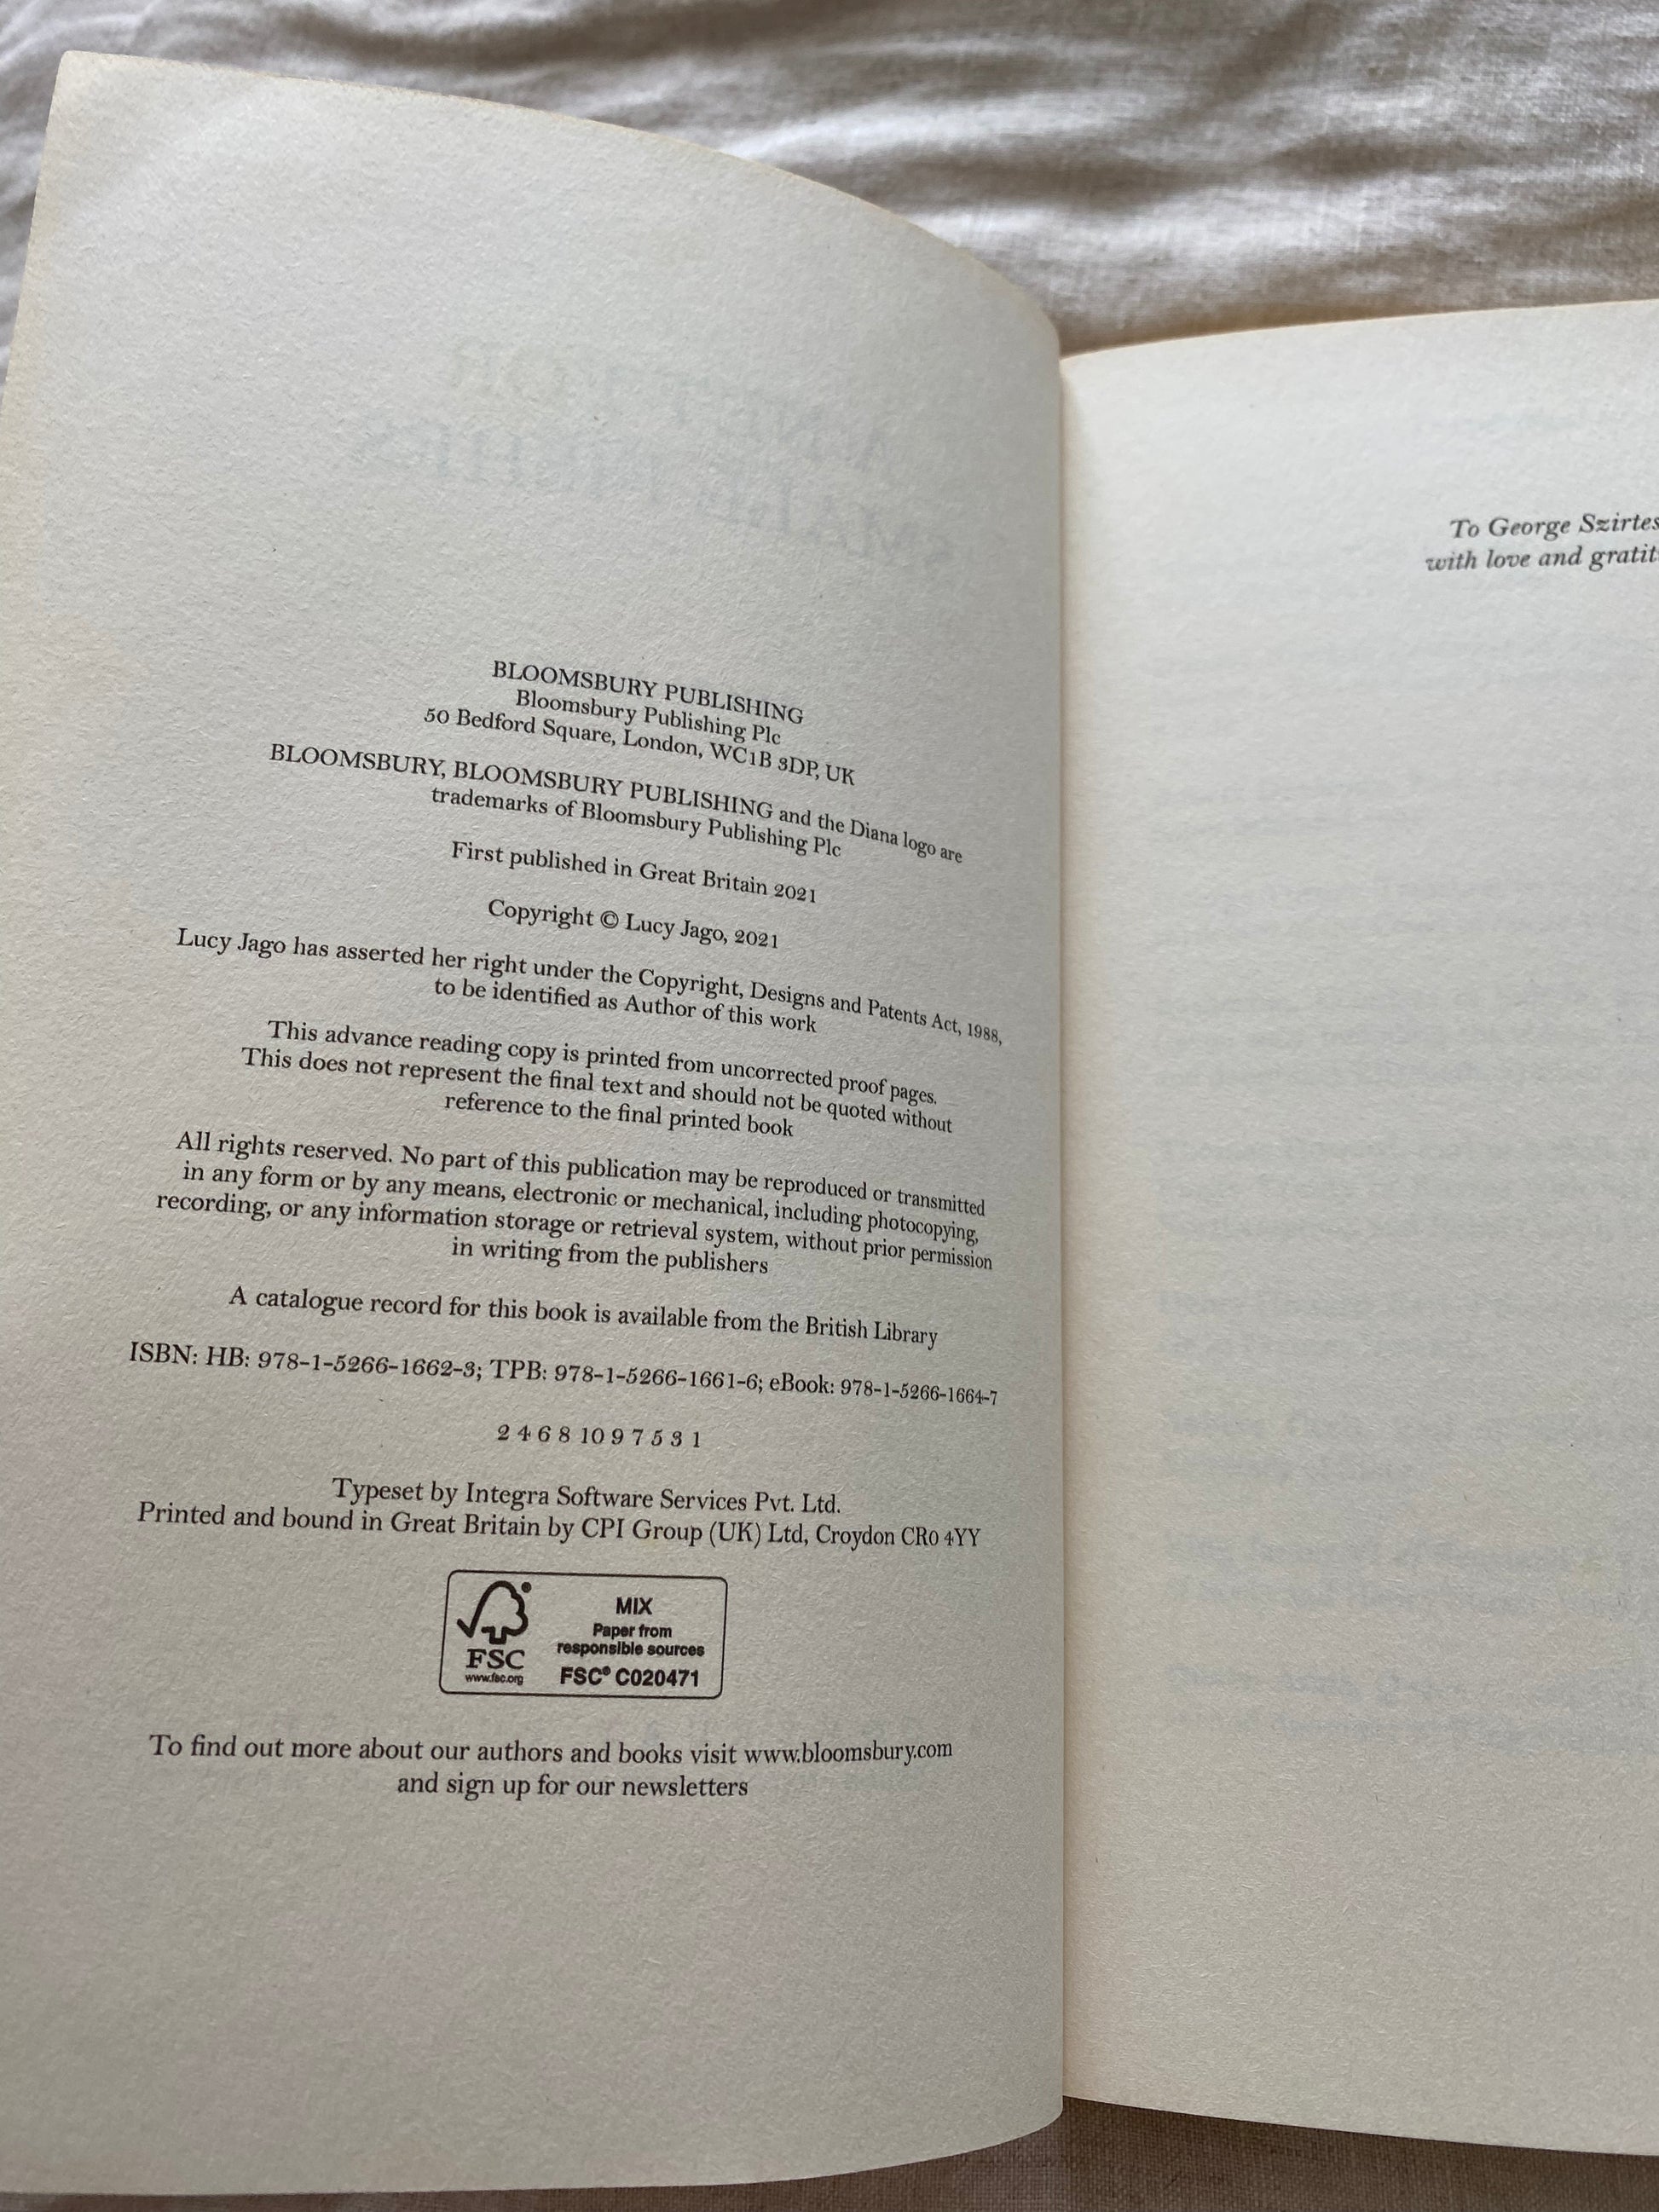 BLOOMSBURY PUBLISHING
Bloomsbury Publishing Plc
50 Bedford Square, London, WC1B 3DP, UK
BLOOMSBURY, BLOOMSBURY PUBLISHING and the Diana logo are
trademarks of Bloomsbury Publishing Plc
First published in Great Britain 2021
Copyright © Lucy Jago, 2021
Lucy Jago has asserted her right under the Copyright, Designs and Patents Act, 1988,
to be identified as Author of this work
This advance reading copy is printed from uncorrected proof pages.
This does not represent the final text and should not be quoted without
reference to the final printed book
All rights reserved. No part of this publication may be reproduced or transmitted
in any form or by any means, electronic or mechanical, including photocopying,
recording, or any information storage or retrieval system, without prior permission
in writing from the publishers
A catalogue record for this book is available from the British Library
ISBN: HB: 978-1-5266-1662-3; TPB: 978-1-5266-1661-6; eBook: 978-1-5266-1664-7
2 4 6 8 10 9 7 5 3 1
Typeset by Integra Software Services Pvt. Ltd.
Printed and bound in Great Britain by CPI Group (UK) Ltd, Croydon CR0 4YY
FSC
www.fsc.org
MIX
Paper from
responsible sources
FSC® C020471
To find out more about our authors and books visit www.bloomsbury.com
and sign up for our newsletters
To George Szirtes
with love and gratit